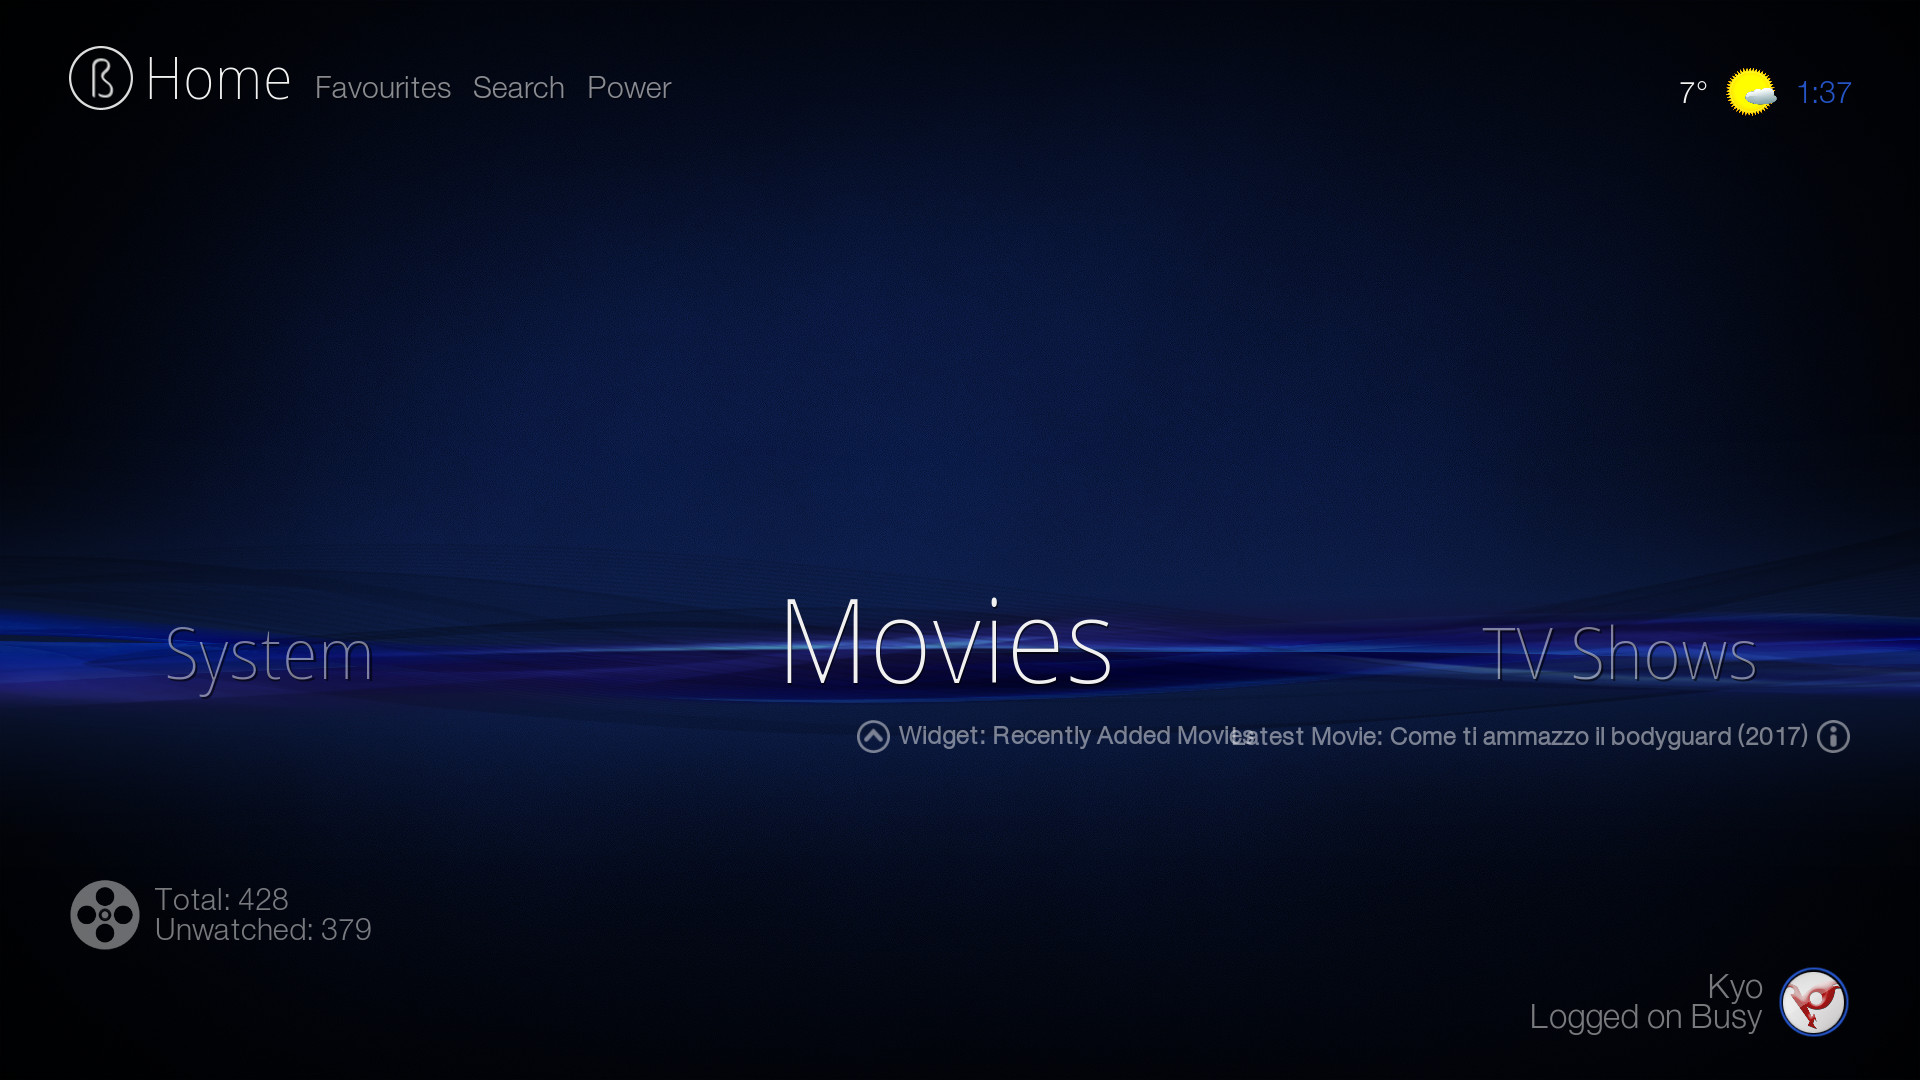 ß Home Favourites Search Power
7° 1:37
System Movies TV Shows
Widget: Recently Added Movies
Latest Movie: Come ti ammazzo il bodyguard (2017)
Total: 428
Unwatched: 379
Kyo
Logged on Busy